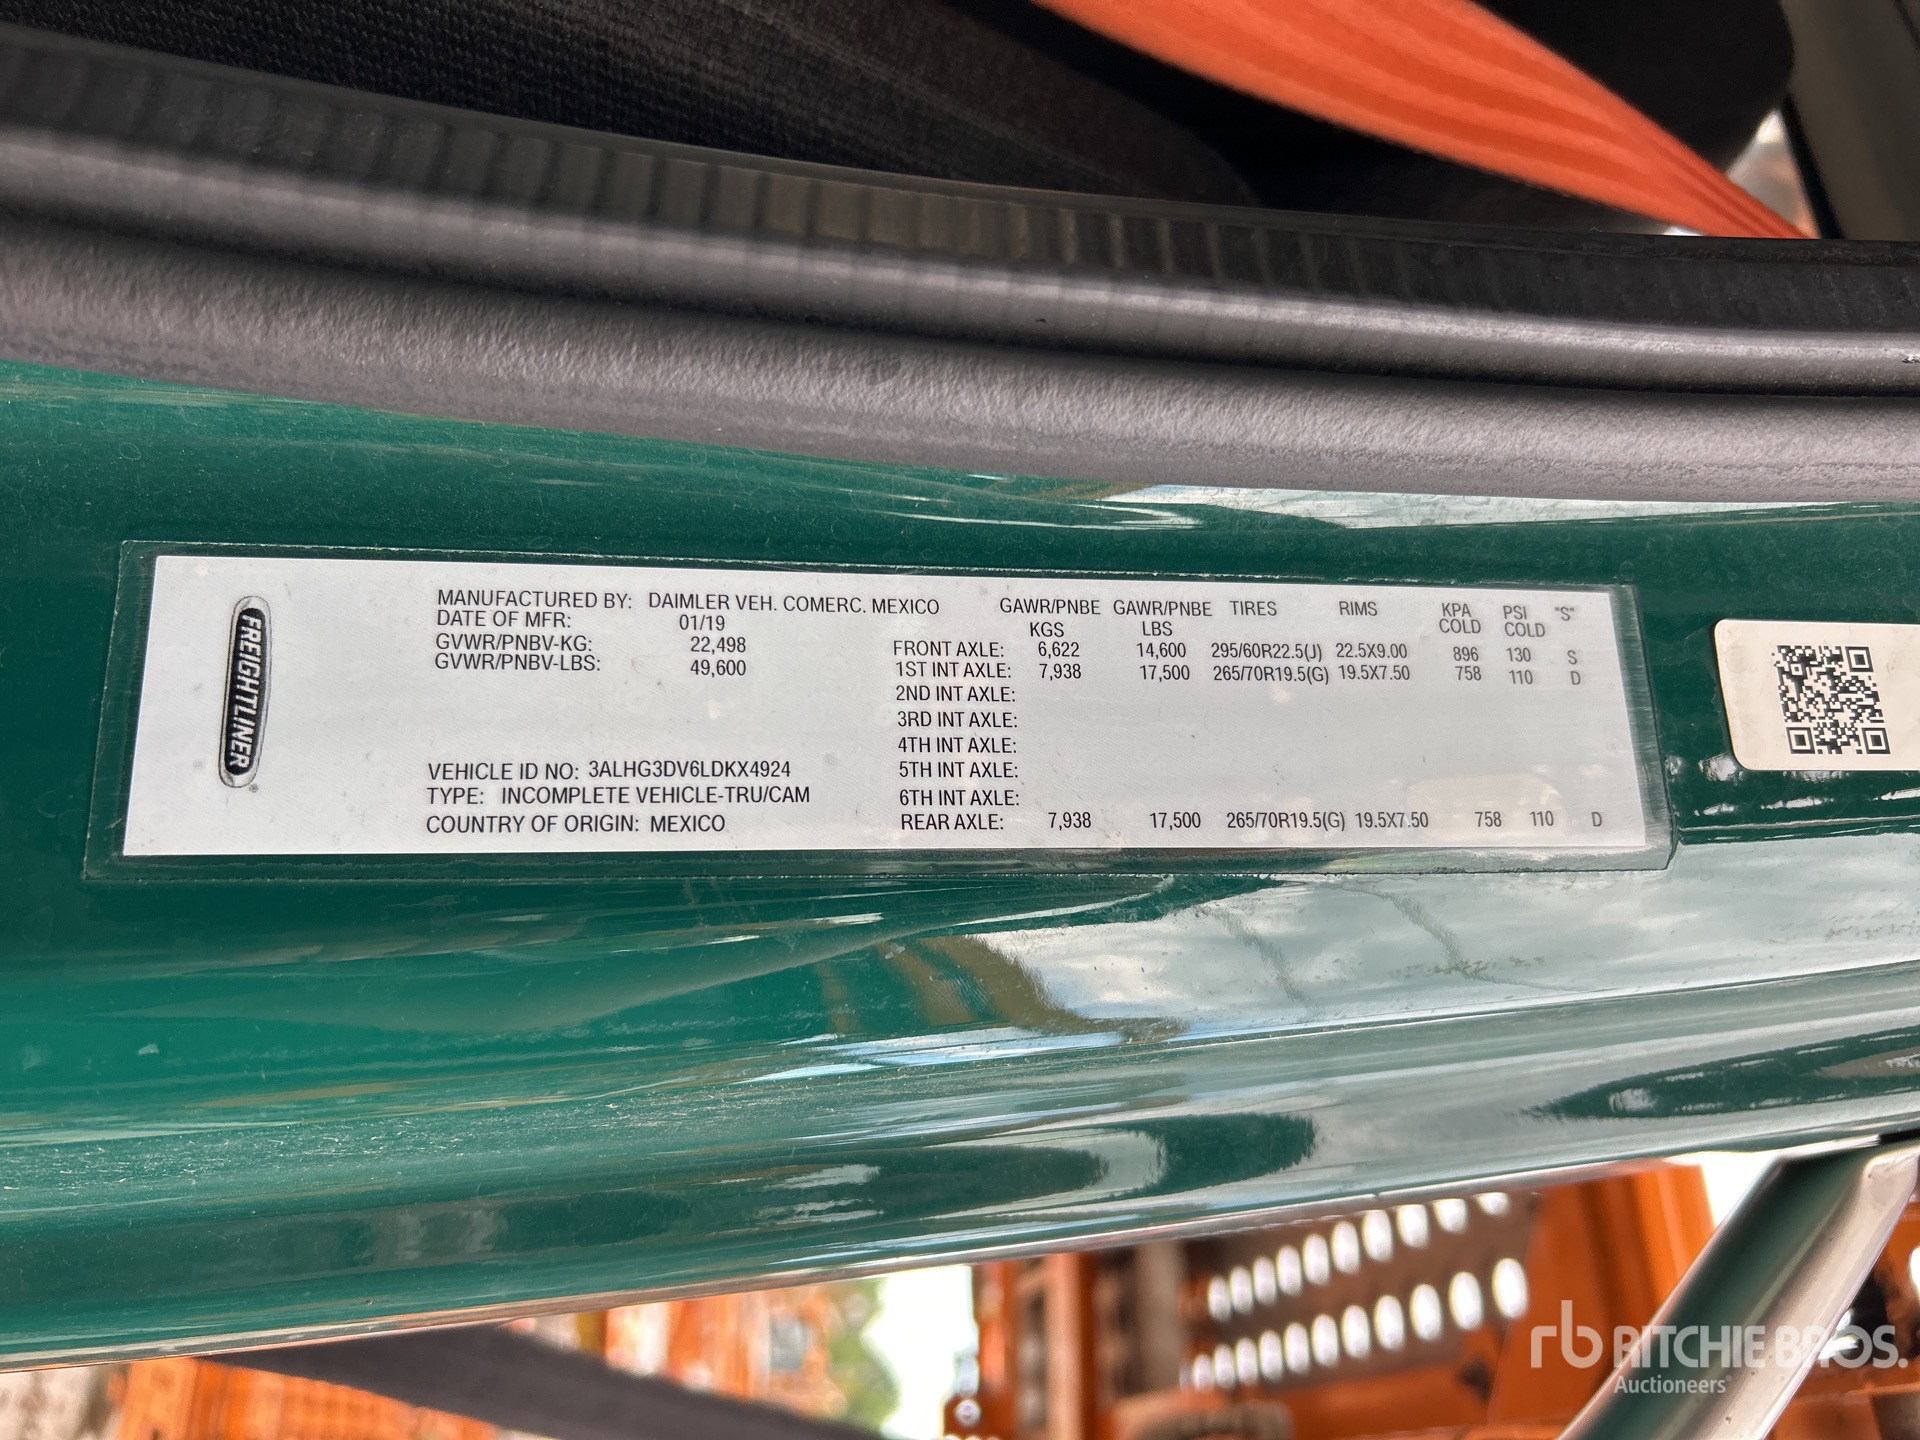 FREIGHTLINER
MANUFACTURED BY: DAIMLER VEH. COMERC. MEXICO
DATE OF MFR: 01/19
GVWR/PNBV-KG: 22,498
GVWR/PNBV-LBS: 49,600
VEHICLE ID NO: 3ALHG3DV6LDKX4924
TYPE: INCOMPLETE VEHICLE-TRU/CAM
COUNTRY OF ORIGIN: MEXICO
GAWR/PNBE GAWR/PNBE TIRES RIMS KPA PSI "S"
KGS LBS COLD COLD
FRONT AXLE: 6,622 14,600 295/60R22.5(J) 22.5X9.00 896 130 S
1ST INT AXLE: 7,938 17,500 265/70R19.5(G) 19.5X7.50 758 110 D
2ND INT AXLE:
3RD INT AXLE:
4TH INT AXLE:
5TH INT AXLE:
6TH INT AXLE:
REAR AXLE: 7,938 17,500 265/70R19.5(G) 19.5X7.50 758 110 D
rb RITCHIE BROS.
Auctioneers